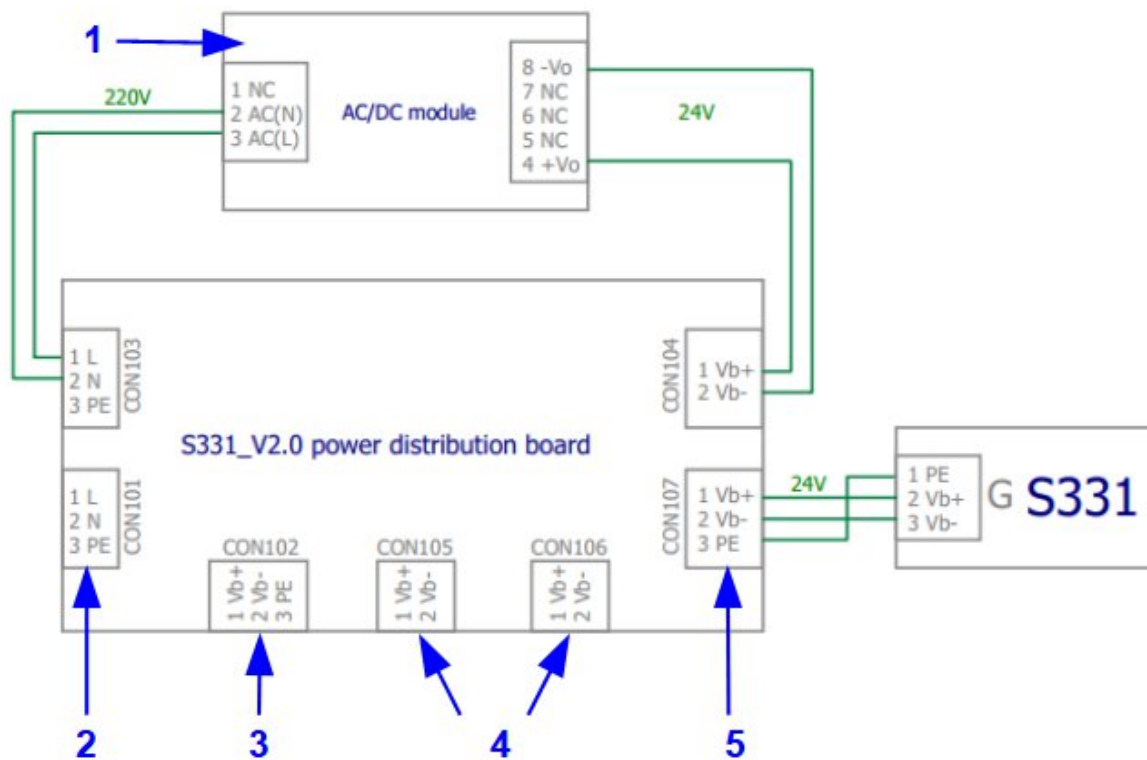 1
1 NC
2 AC(N)
3 AC(L)
220V
AC/DC module
8 -Vo
7 NC
6 NC
5 NC
4 +Vo
24V
1 L
2 N
3 PE
CON103
S331_V2.0 power distribution board
CON104
1 Vb+
2 Vb-
1 L
2 N
3 PE
CON101
CON102
1 Vb+
2 Vb-
3 PE
CON105
1 Vb+
2 Vb-
CON106
1 Vb+
2 Vb-
CON107
1 Vb+
2 Vb-
3 PE
24V
1 PE
2 Vb+
3 Vb-
G S331
2
3
4
5